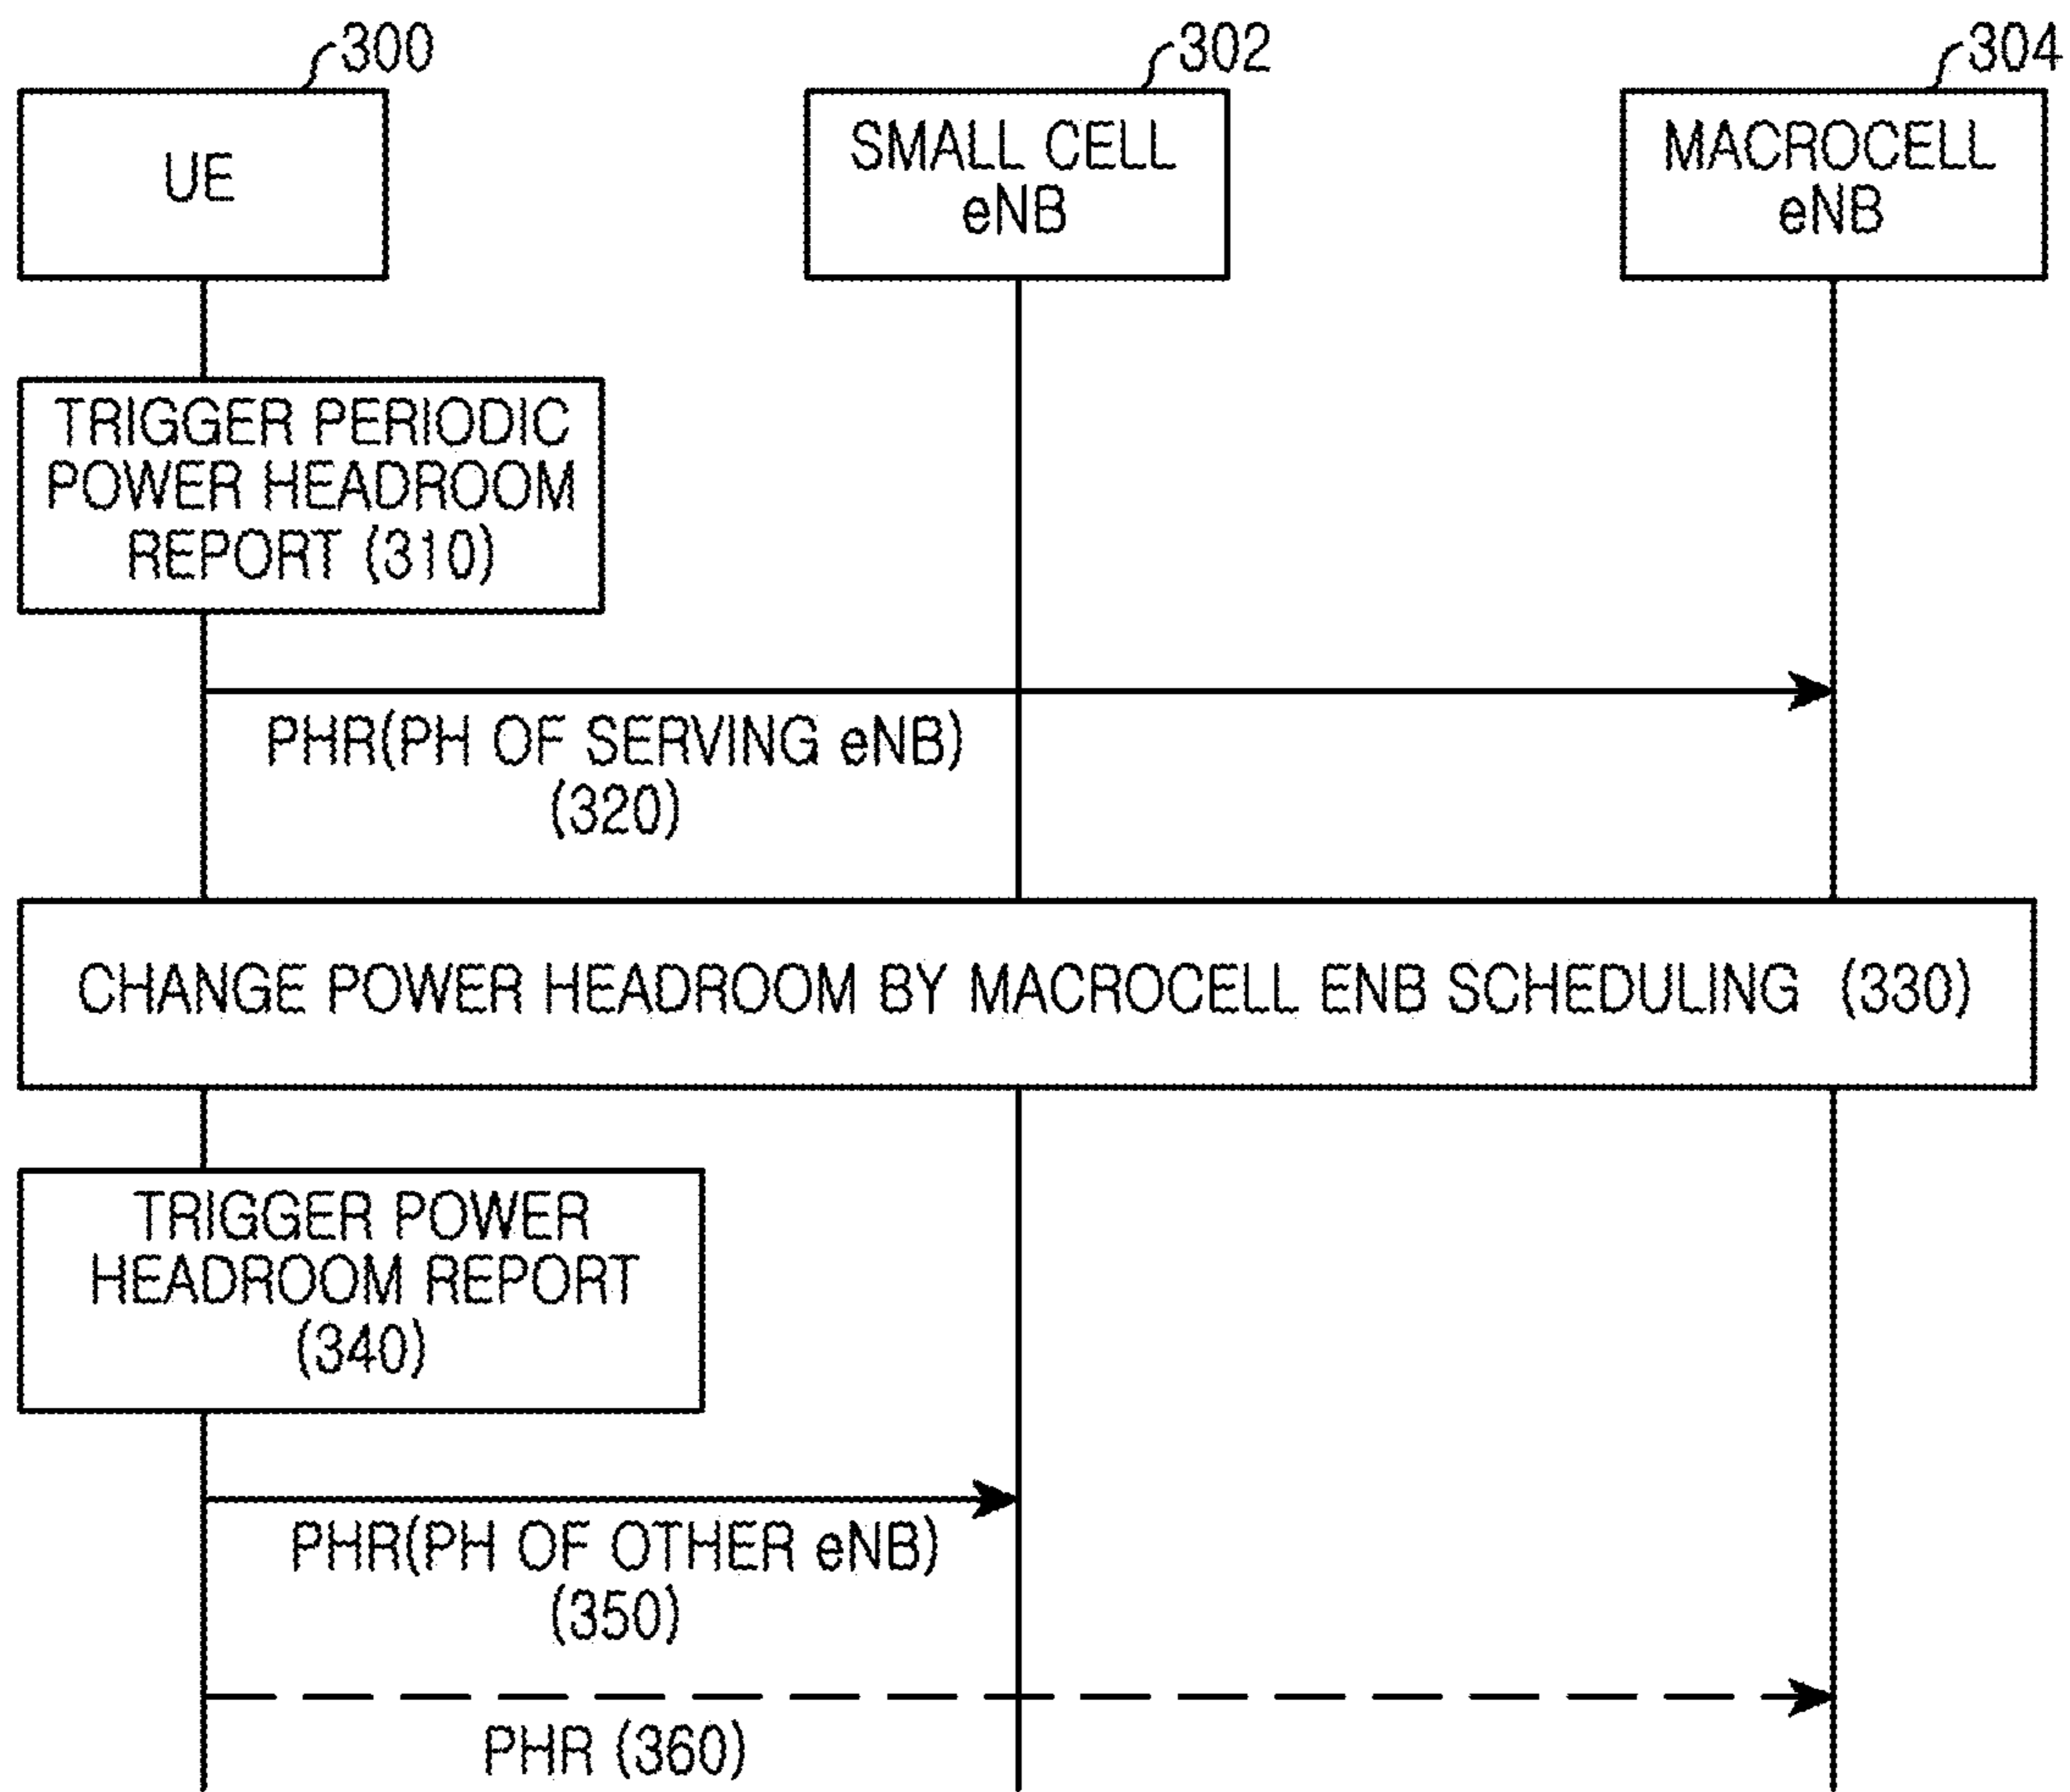 300
302
304
UE
SMALL CELL
eNB
MACROCELL
eNB
TRIGGER PERIODIC
POWER HEADROOM
REPORT (310)
PHR(PH OF SERVING eNB)
(320)
CHANGE POWER HEADROOM BY MACROCELL ENB SCHEDULING (330)
TRIGGER POWER
HEADROOM REPORT
(340)
PHR(PH OF OTHER eNB)
(350)
PHR (360)